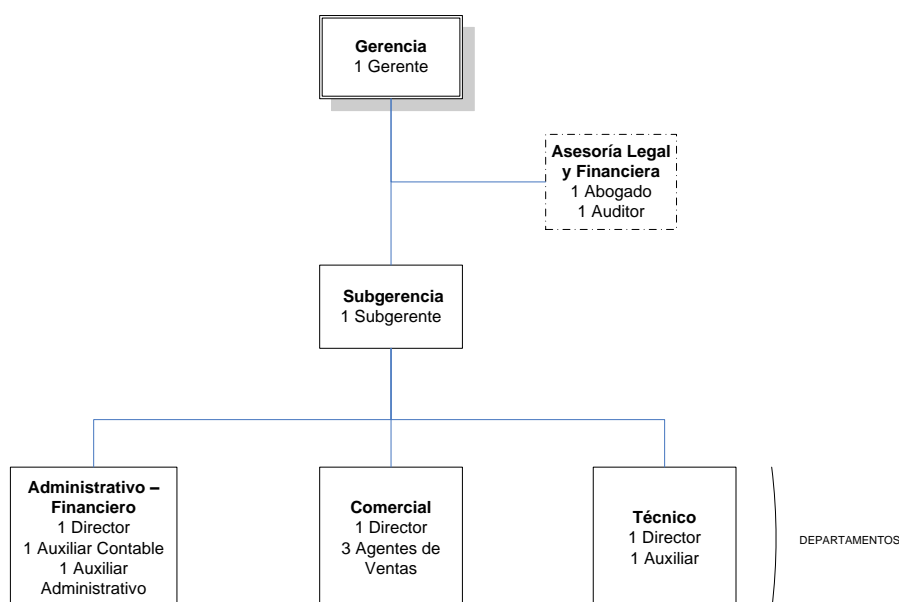 Gerencia
1 Gerente
Asesoría Legal
y Financiera
1 Abogado
1 Auditor
Subgerencia
1 Subgerente
Administrativo –
Financiero
1 Director
1 Auxiliar Contable
1 Auxiliar
Administrativo
Comercial
1 Director
3 Agentes de
Ventas
Técnico
1 Director
1 Auxiliar
DEPARTAMENTOS